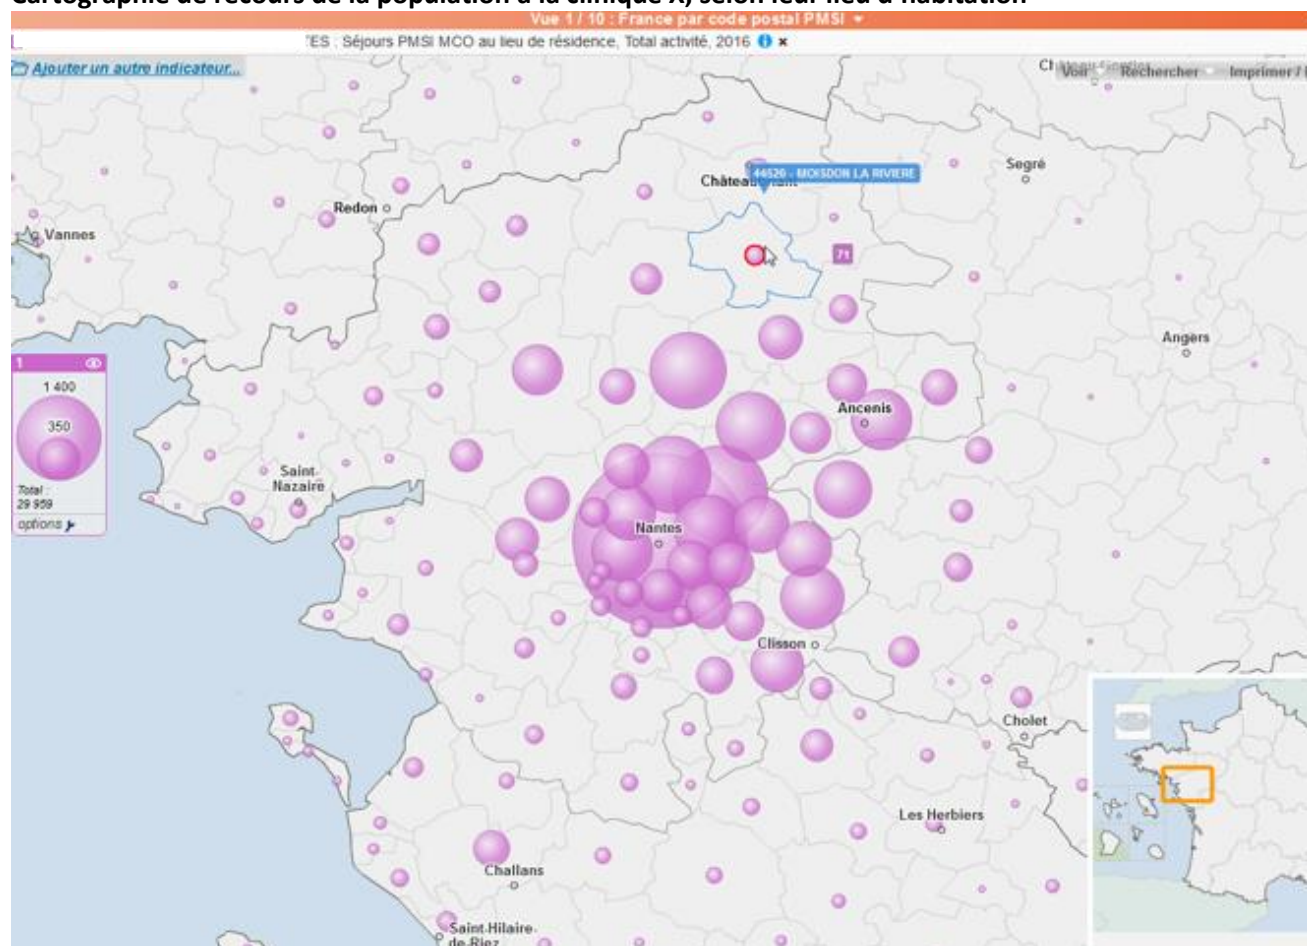 Cartographie de recours de la population à la clinique X, selon leur lieu d'habitation
Vue 1 / 10 : France par code postal PMSI
ES : Séjours PMSI MCO au lieu de résidence, Total activité, 2016
Ajouter un autre indicateur...
Voir
Rechercher
Imprimer /
Segré
44520 - MOISDON LA RIVIERE
Redon
Vannes
71
Angers
1
1 400
350
Total :
29 959
options
Ancenis
Saint-
Nazaire
Nantes
Clisson
Cholet
Les Herbiers
Challans
Saint-Hilaire-
de-Riez